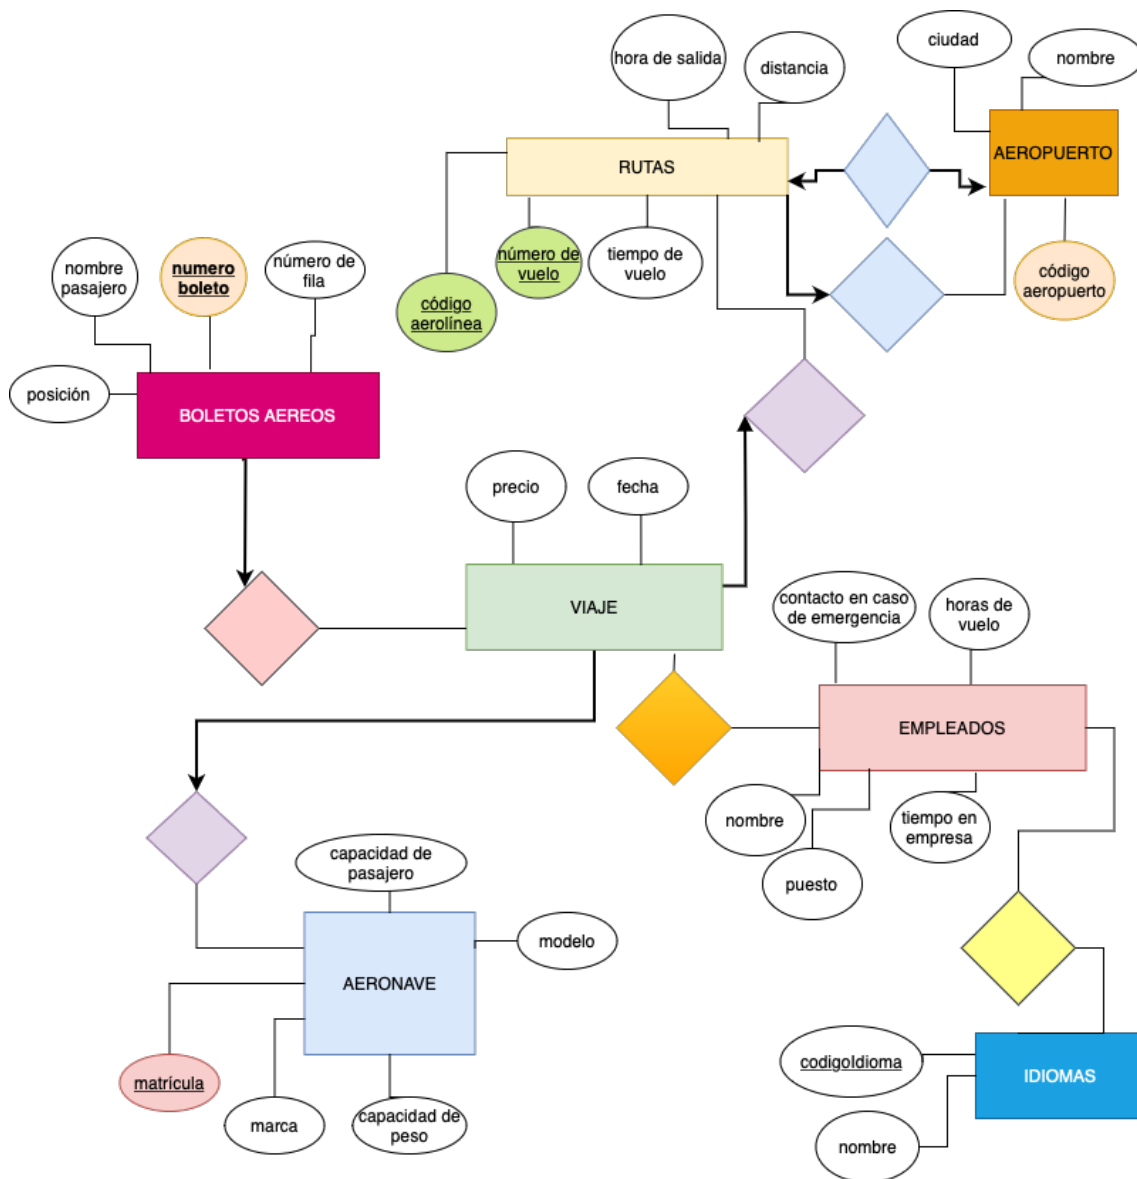 ciudad
nombre
hora de salida
distancia
AEROPUERTO
RUTAS
código
aeropuerto
número de
vuelo
tiempo de
vuelo
código
aerolínea
nombre
pasajero
numero
boleto
número de
fila
posición
BOLETOS AEREOS
precio
fecha
VIAJE
contacto en caso
de emergencia
horas de
vuelo
EMPLEADOS
nombre
tiempo en
empresa
puesto
capacidad de
pasajero
modelo
AERONAVE
matrícula
marca
capacidad de
peso
codigoIdioma
IDIOMAS
nombre